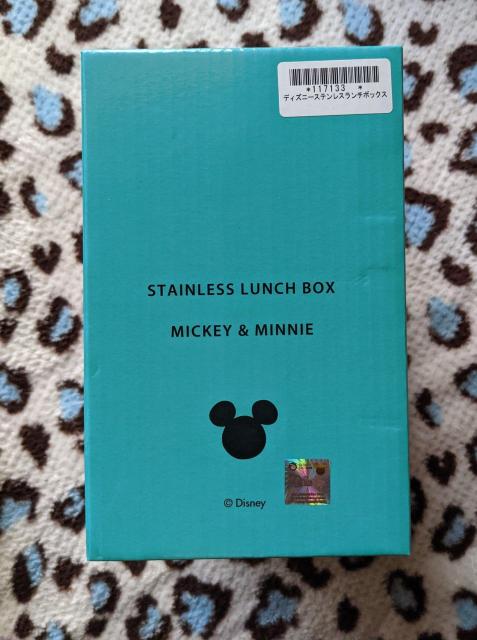 *117133 *
ディズニーステンレスランチボックス
STAINLESS LUNCH BOX
MICKEY & MINNIE
© Disney